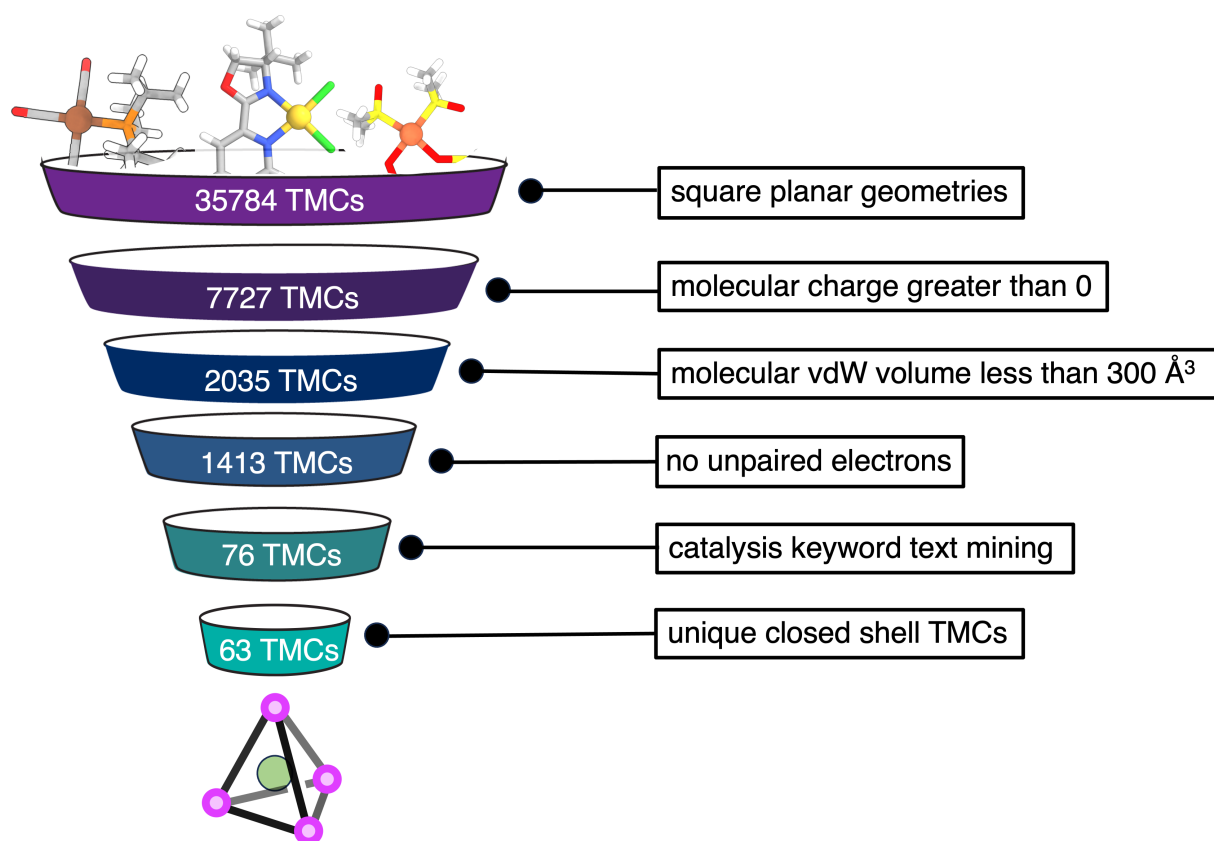 35784 TMCs
square planar geometries
7727 TMCs
molecular charge greater than 0
2035 TMCs
molecular vdW volume less than 300 Å³
1413 TMCs
no unpaired electrons
76 TMCs
catalysis keyword text mining
63 TMCs
unique closed shell TMCs